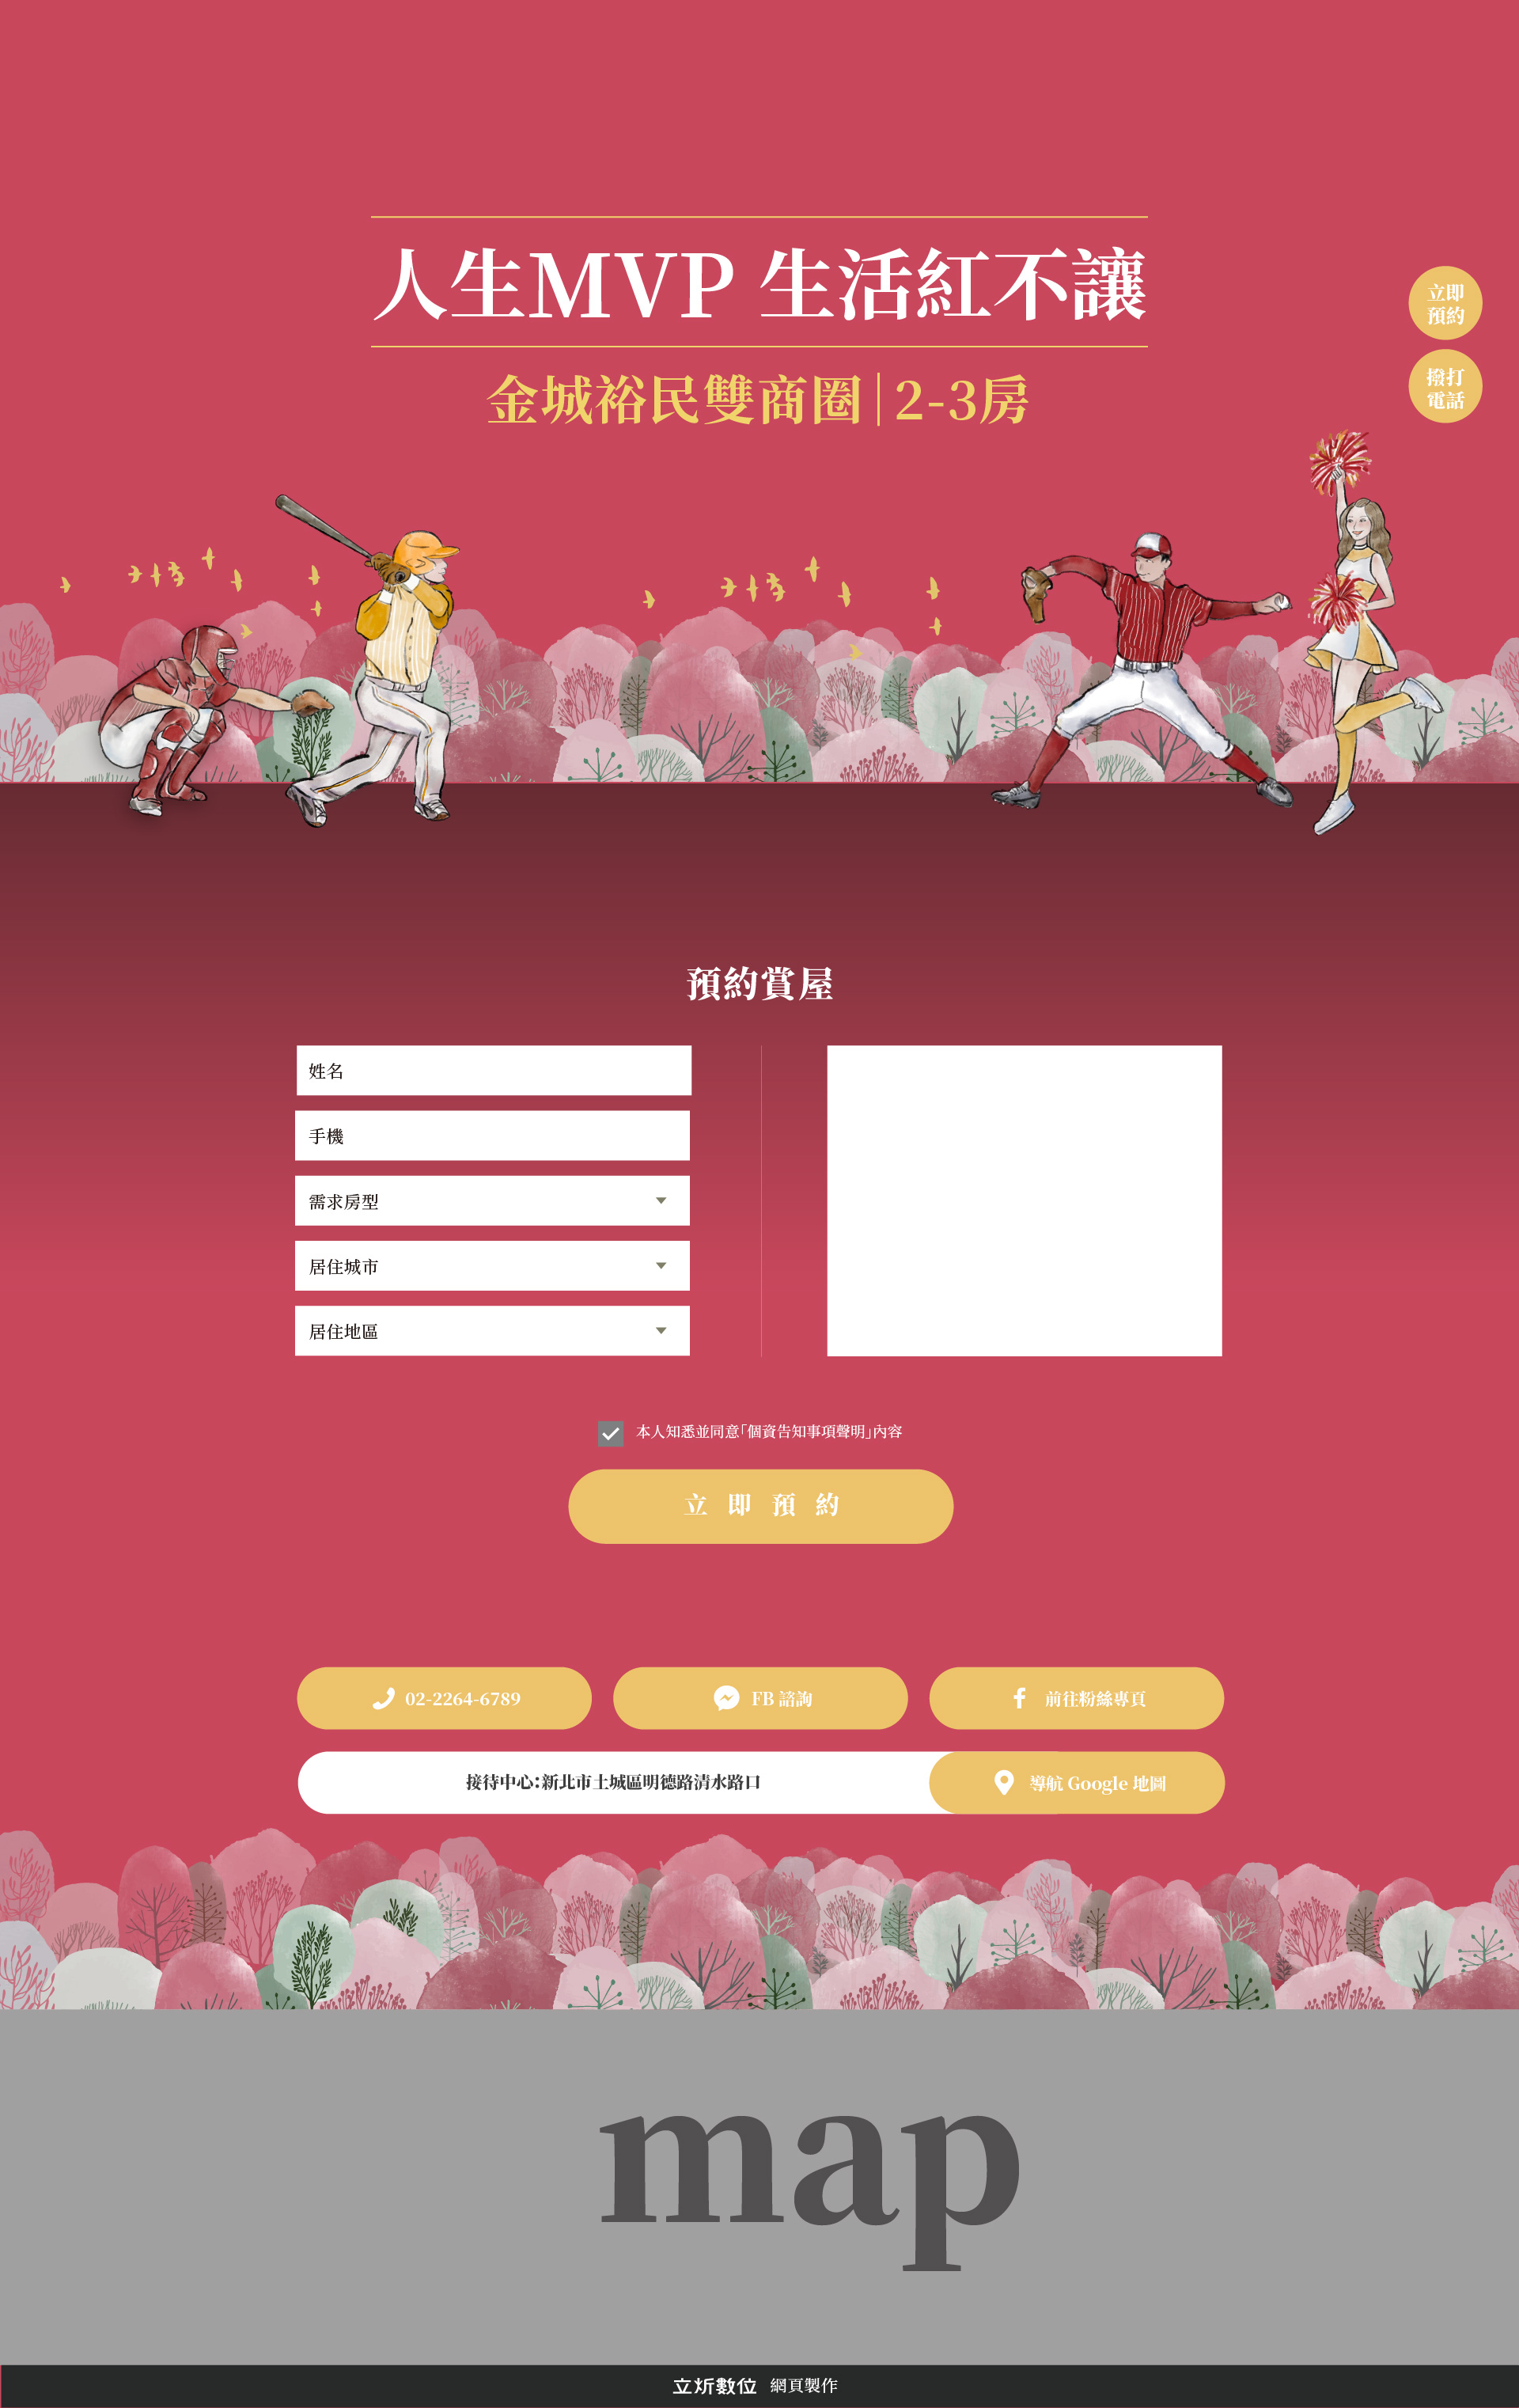 人生MVP 生活紅不讓
金城裕民雙商圈|2-3房
立即
預約
撥打
電話
預約賞屋
姓名
手機
需求房型
居住城市
居住地區
本人知悉並同意「個資告知事項聲明」內容
立即預約
02-2264-6789
FB 諮詢
前往粉絲專頁
接待中心:新北市土城區明德路清水路口
導航 Google 地圖
map
立炘數位 網頁製作